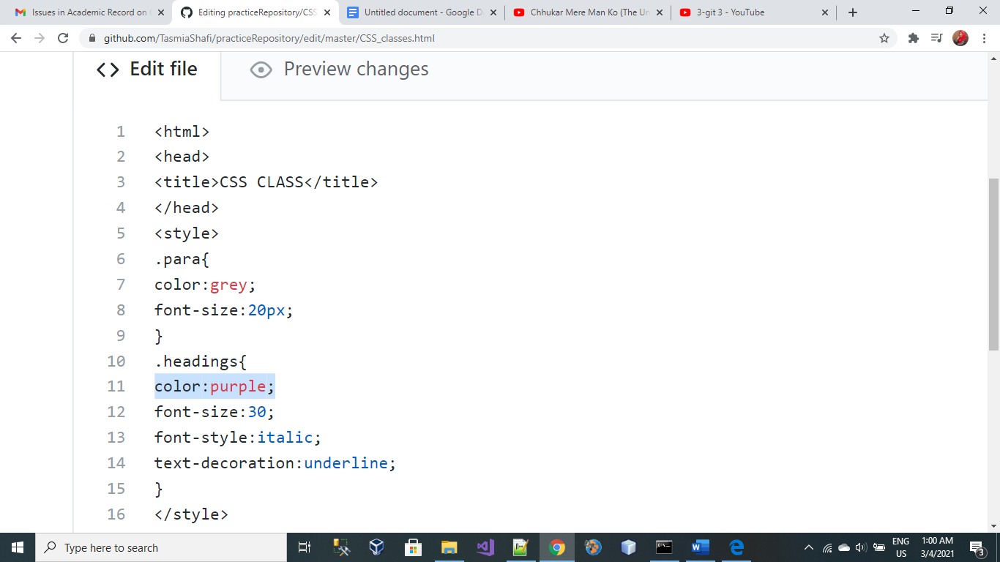 Issues in Academic Record on
Editing practiceRepository/CSS
Untitled document - Google D
Chhukar Mere Man Ko (The Un
3-git 3 - YouTube
github.com/TasmiaShafi/practiceRepository/edit/master/CSS_classes.html
<> Edit file
Preview changes
1 <html>
2 <head>
3 <title>CSS CLASS</title>
4 </head>
5 <style>
6 .para{
7 color:grey;
8 font-size:20px;
9 }
10 .headings{
11 color:purple;
12 font-size:30;
13 font-style:italic;
14 text-decoration:underline;
15 }
16 </style>
Type here to search
ENG
US
1:00 AM
3/4/2021
3